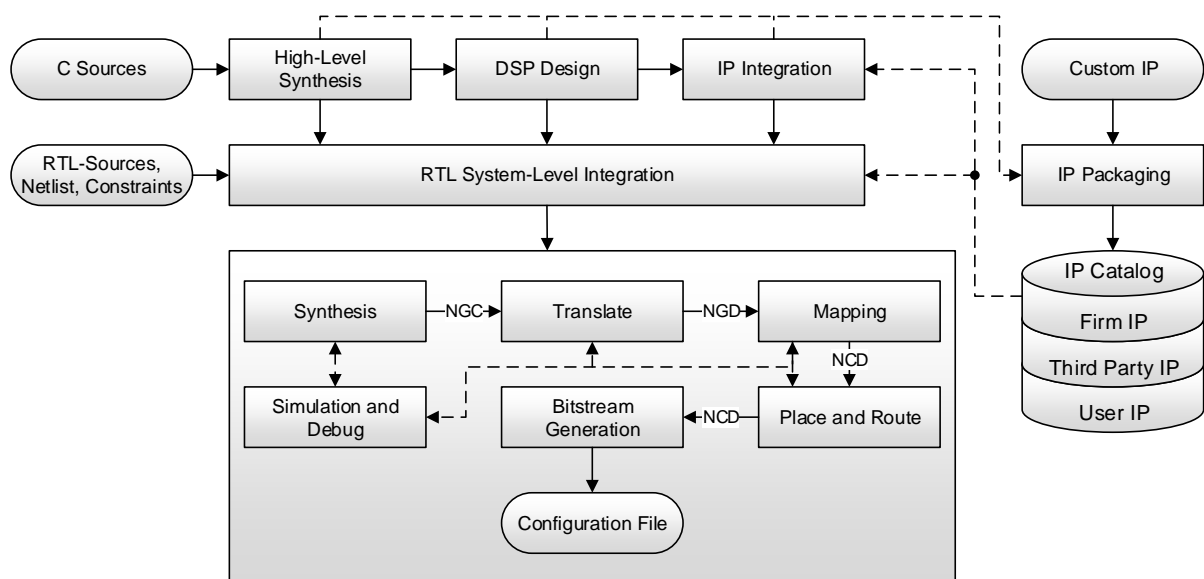 C Sources
High-Level
Synthesis
DSP Design
IP Integration
Custom IP
RTL-Sources,
Netlist, Constraints
RTL System-Level Integration
IP Packaging
Synthesis
NGC
Translate
NGD
Mapping
NCD
Simulation and
Debug
Bitstream
Generation
NCD
Place and Route
Configuration File
IP Catalog
Firm IP
Third Party IP
User IP